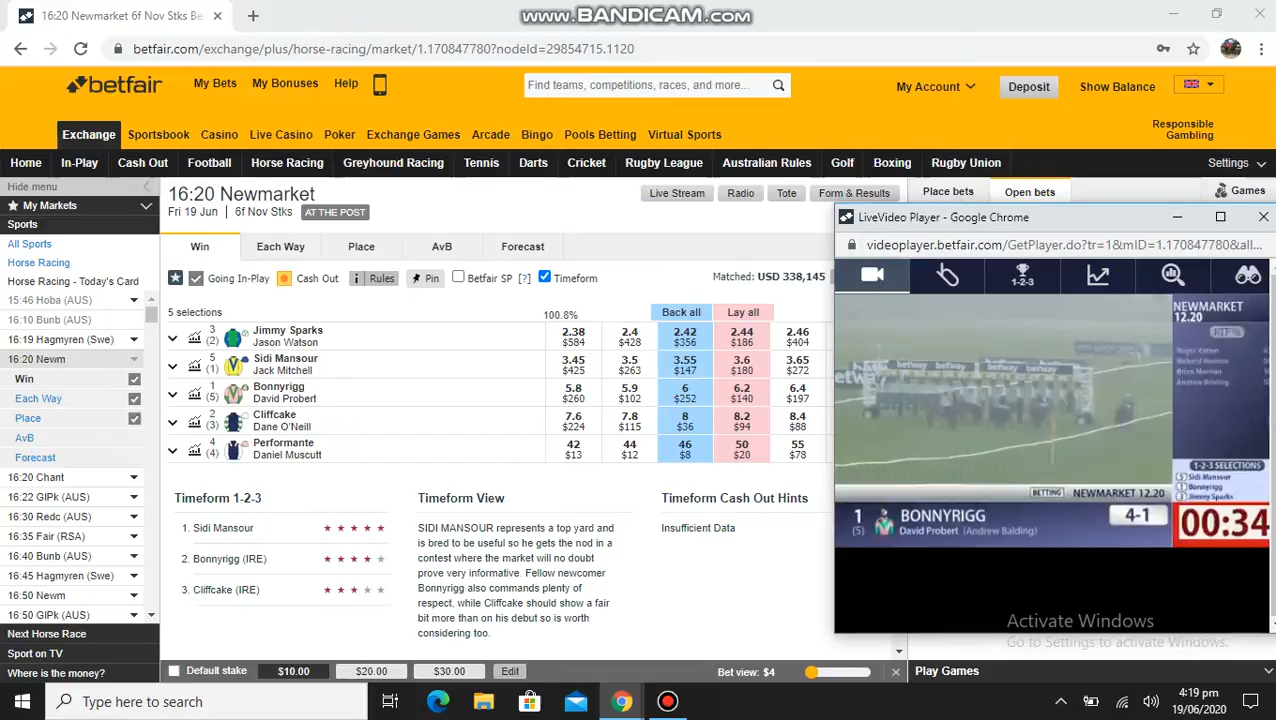 16:20 Newmarket 6f Nov Stks Be
www.BANDICAM.com
betfair.com/exchange/plus/horse-racing/market/1.170847780?nodeId=29854715.1120
betfair
My Bets My Bonuses Help
Find teams, competitions, races, and more...
My Account Deposit Show Balance
Exchange Sportsbook Casino Live Casino Poker Exchange Games Arcade Bingo Pools Betting Virtual Sports
Responsible
Gambling
Home In-Play Cash Out Football Horse Racing Greyhound Racing Tennis Darts Cricket Rugby League Australian Rules Golf Boxing Rugby Union Settings
Hide menu
My Markets
Sports
All Sports
Horse Racing
Horse Racing - Today's Card
15:46 Hoba (AUS)
16:10 Bunb (AUS)
16:19 Hagmyren (Swe)
16:20 Newm
Win
Each Way
Place
AvB
Forecast
16:20 Chant
16:22 GlPk (AUS)
16:30 Redc (AUS)
16:35 Fair (RSA)
16:40 Bunb (AUS)
16:45 Hagmyren (Swe)
16:50 Newm
16:50 GlPk (AUS)
Next Horse Race
Sport on TV
Where is the money?
16:20 Newmarket
Fri 19 Jun | 6f Nov Stks AT THE POST
Live Stream Radio Tote Form & Results
Win Each Way Place AvB Forecast
Going In-Play Cash Out i Rules Pin Betfair SP [?] Timeform Matched: USD 338,145
5 selections 100.8% Back all Lay all
3 Jimmy Sparks 2.38 2.4 2.42 2.44 2.46
(2) Jason Watson $584 $428 $356 $186 $404
5 Sidi Mansour 3.45 3.5 3.55 3.6 3.65
(1) Jack Mitchell $425 $263 $147 $180 $272
1 Bonnyrigg 5.8 5.9 6 6.2 6.4
(5) David Probert $260 $102 $252 $140 $197
2 Cliffcake 7.6 7.8 8 8.2 8.4
(3) Dane O'Neill $224 $115 $36 $94 $88
4 Performante 42 44 46 50 55
(4) Daniel Muscutt $13 $12 $8 $20 $78
Timeform 1-2-3
1. Sidi Mansour
2. Bonnyrigg (IRE)
3. Cliffcake (IRE)
Timeform View
SIDI MANSOUR represents a top yard and
is bred to be useful so he gets the nod in a
contest where the market will no doubt
prove very informative. Fellow newcomer
Bonnyrigg also commands plenty of
respect, while Cliffcake should show a fair
bit more than on his debut so is worth
considering too.
Timeform Cash Out Hints
Insufficient Data
Default stake $10.00 $20.00 $30.00 Edit Bet view: $4
Place bets Open bets Games
LiveVideo Player - Google Chrome
videoplayer.betfair.com/GetPlayer.do?tr=1&mID=1.170847780&all...
1-2-3
NEWMARKET
12.20
betway
1-2-3 SELECTIONS
5 Sidi Mansour
1 Bonnyrigg
3 Jimmy Sparks
BETTING NEWMARKET 12.20
1 BONNYRIGG 4-1
(5) David Probert (Andrew Balding)
00:34
Activate Windows
Go to Settings to activate Windows.
Play Games
Type here to search
4:19 pm
19/06/2020